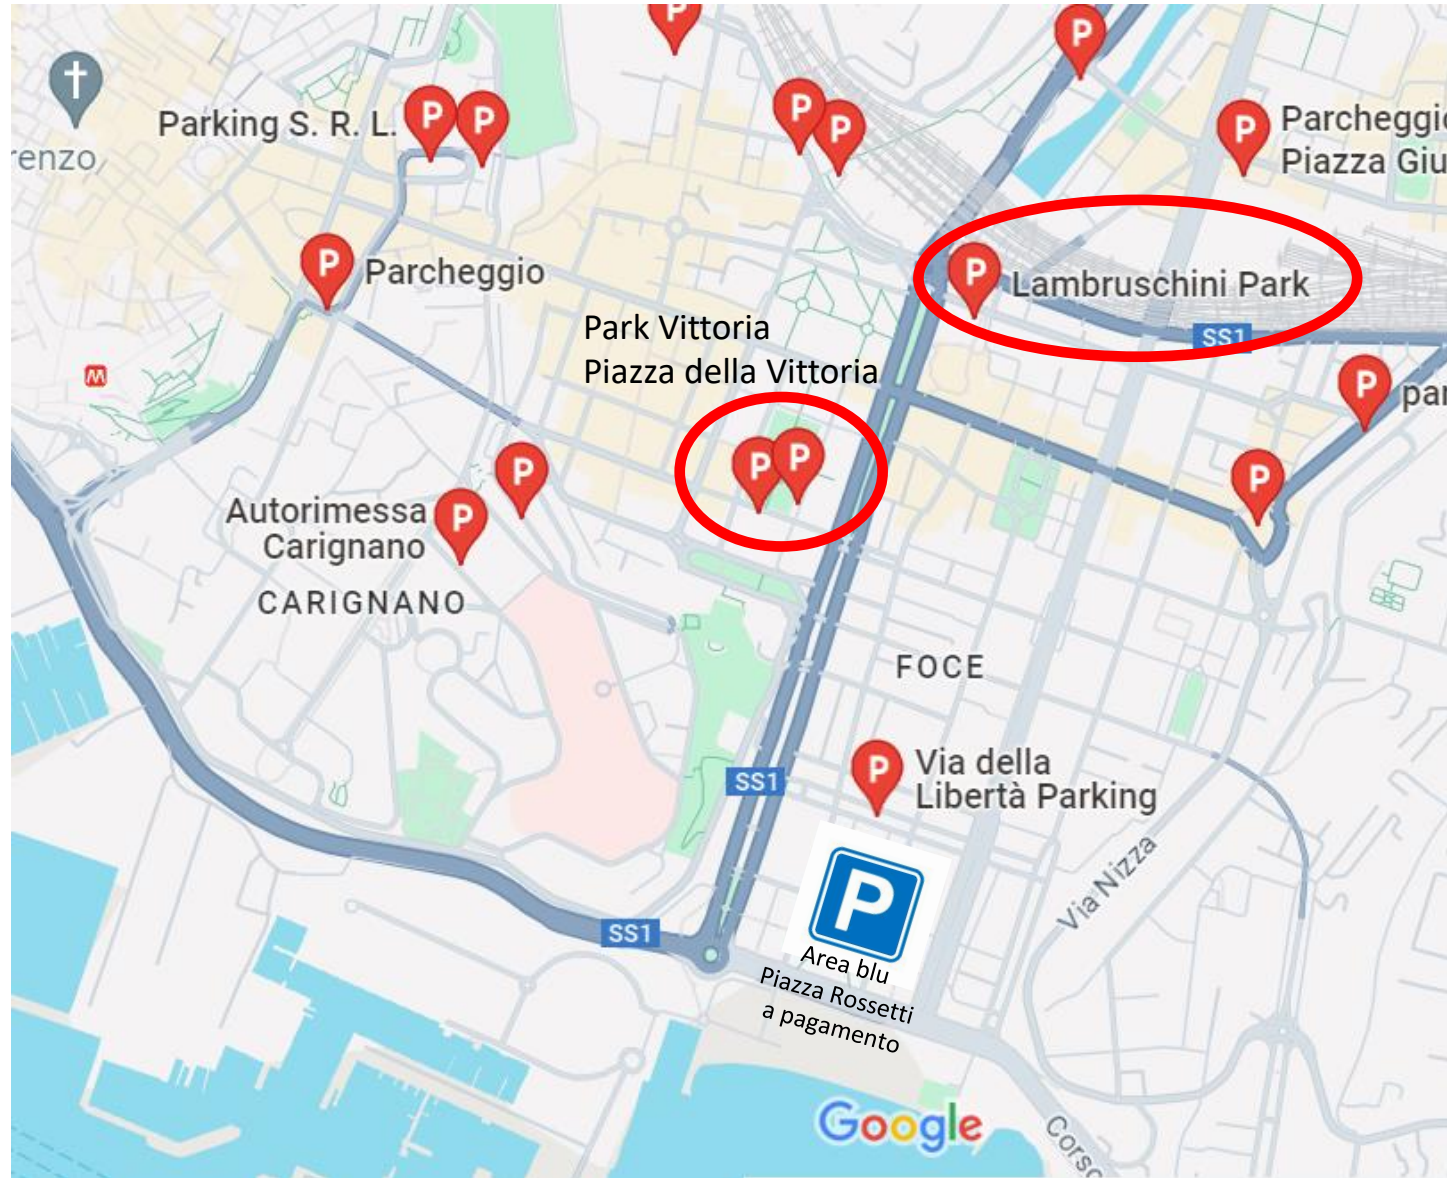 P
P
P
P
P
P
P
Parcheggio
Piazza Giu
Parking S. R. L.
P
P
renzo
P
Parcheggio
P
Lambruschini Park
SS1
Park Vittoria
Piazza della Vittoria
M
P
par
P
P
P
P
Autorimessa
Carignano
P
CARIGNANO
FOCE
SS1
P
Via della
Libertà Parking
Via Nizza
P
SS1
Area blu
Piazza Rossetti
a pagamento
Google
Corso